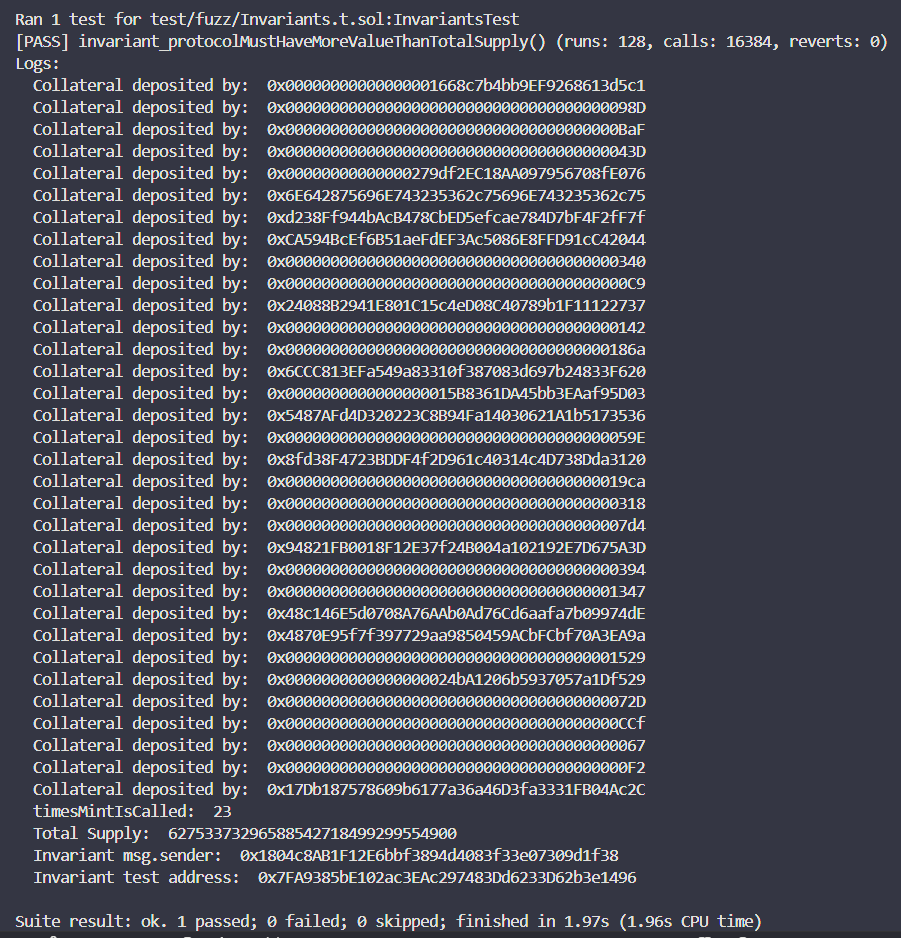 Ran 1 test for test/fuzz/Invariants.t.sol:InvariantsTest
[PASS] invariant_protocolMustHaveMoreValueThanTotalSupply() (runs: 128, calls: 16384, reverts: 0)
Logs:
Collateral deposited by:  0x00000000000000001668c7b4bb9EF9268613d5c1
Collateral deposited by:  0x000000000000000000000000000000000000098D
Collateral deposited by:  0x0000000000000000000000000000000000000BaF
Collateral deposited by:  0x000000000000000000000000000000000000043D
Collateral deposited by:  0x00000000000000279df2EC18AA097956708fE076
Collateral deposited by:  0x6E642875696E743235362c75696E743235362c75
Collateral deposited by:  0xd238Ff944bAcB478CbED5efcae784D7bF4F2fF7f
Collateral deposited by:  0xCA594BcEf6B51aeFdEF3Ac5086E8FFD91cC42044
Collateral deposited by:  0x0000000000000000000000000000000000000340
Collateral deposited by:  0x00000000000000000000000000000000000000C9
Collateral deposited by:  0x24088B2941E801C15c4eD08C40789b1F11122737
Collateral deposited by:  0x0000000000000000000000000000000000000142
Collateral deposited by:  0x000000000000000000000000000000000000186a
Collateral deposited by:  0x6CCC813EFa549a83310f387083d697b24833F620
Collateral deposited by:  0x0000000000000000015B8361DA45bb3EAaf95D03
Collateral deposited by:  0x5487AFd4D320223C8B94Fa14030621A1b5173536
Collateral deposited by:  0x000000000000000000000000000000000000059E
Collateral deposited by:  0x8fd38F4723BDDF4f2D961c40314c4D738Dda3120
Collateral deposited by:  0x00000000000000000000000000000000000019ca
Collateral deposited by:  0x0000000000000000000000000000000000000318
Collateral deposited by:  0x00000000000000000000000000000000000007d4
Collateral deposited by:  0x94821FB0018F12E37f24B004a102192E7D675A3D
Collateral deposited by:  0x0000000000000000000000000000000000000394
Collateral deposited by:  0x0000000000000000000000000000000000001347
Collateral deposited by:  0x48c146E5d0708A76AAb0Ad76Cd6aafa7b09974dE
Collateral deposited by:  0x4870E95f7f397729aa9850459ACbFCbf70A3EA9a
Collateral deposited by:  0x0000000000000000000000000000000000001529
Collateral deposited by:  0x0000000000000000024bA1206b5937057a1Df529
Collateral deposited by:  0x000000000000000000000000000000000000072D
Collateral deposited by:  0x0000000000000000000000000000000000000CCf
Collateral deposited by:  0x0000000000000000000000000000000000000067
Collateral deposited by:  0x00000000000000000000000000000000000000F2
Collateral deposited by:  0x17Db187578609b6177a36a46D3fa3331FB04Ac2C
timesMintIsCalled:  23
Total Supply:  62753373296588542718499299554900
Invariant msg.sender:  0x1804c8AB1F12E6bbf3894d4083f33e07309d1f38
Invariant test address:  0x7FA9385bE102ac3EAc297483Dd6233D62b3e1496
Suite result: ok. 1 passed; 0 failed; 0 skipped; finished in 1.97s (1.96s CPU time)